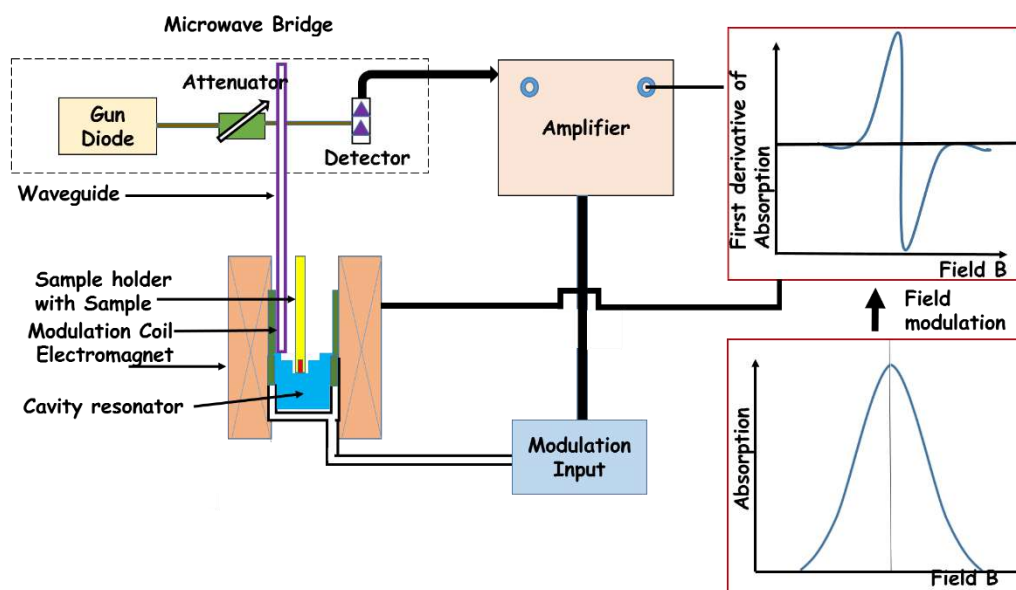 Microwave Bridge
Attenuator
Gun
Diode
Detector
Amplifier
First derivative of
Absorption
Field B
Waveguide
Sample holder
with Sample
Modulation Coil
Electromagnet
Cavity resonator
Modulation
Input
Field
modulation
Absorption
Field B